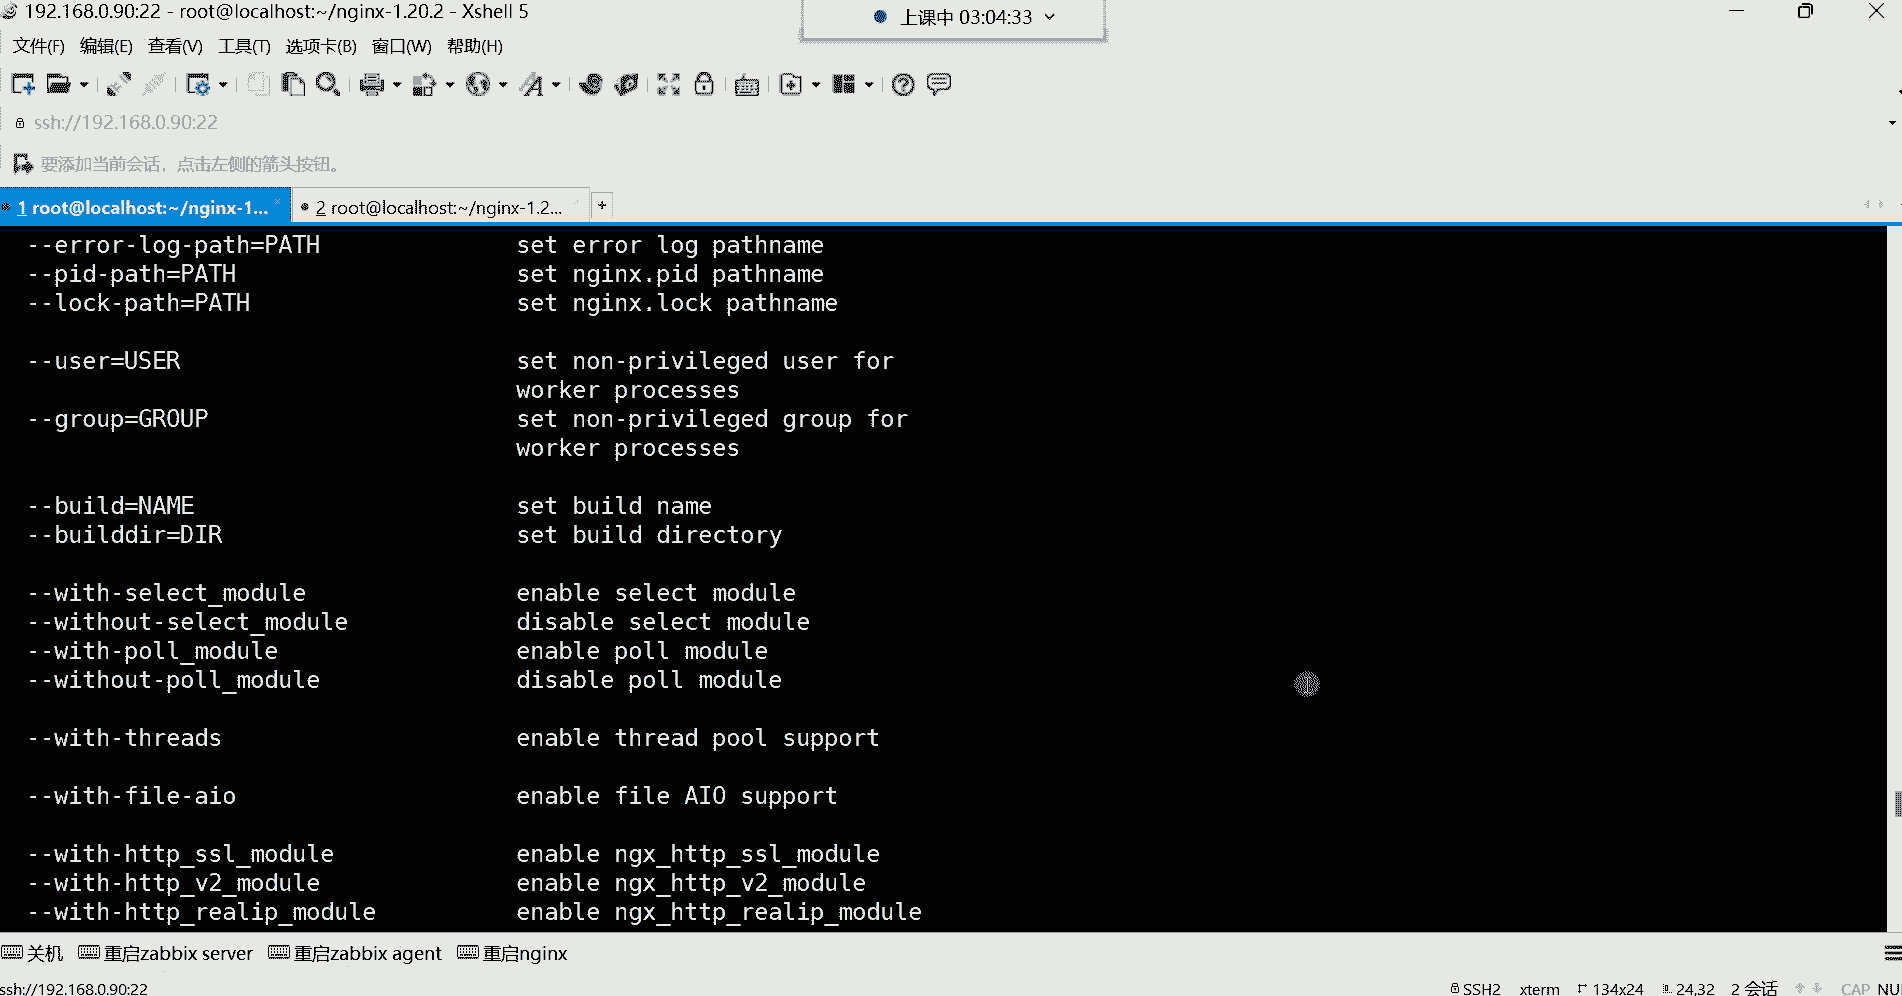 192.168.0.90:22 - root@localhost:~/nginx-1.20.2 - Xshell 5
上课中 03:04:33
文件(F) 编辑(E) 查看(V) 工具(T) 选项卡(B) 窗口(W) 帮助(H)
ssh://192.168.0.90:22
要添加当前会话，点击左侧的箭头按钮。
1 root@localhost:~/nginx-1... 2 root@localhost:~/nginx-1.2... +
--error-log-path=PATH set error log pathname
--pid-path=PATH set nginx.pid pathname
--lock-path=PATH set nginx.lock pathname
--user=USER set non-privileged user for
worker processes
--group=GROUP set non-privileged group for
worker processes
--build=NAME set build name
--builddir=DIR set build directory
--with-select_module enable select module
--without-select_module disable select module
--with-poll_module enable poll module
--without-poll_module disable poll module
--with-threads enable thread pool support
--with-file-aio enable file AIO support
--with-http_ssl_module enable ngx_http_ssl_module
--with-http_v2_module enable ngx_http_v2_module
--with-http_realip_module enable ngx_http_realip_module
关机 重启zabbix server 重启zabbix agent 重启nginx
ssh://192.168.0.90:22 SSH2 xterm 134x24 24,32 2 会话 CAP NU